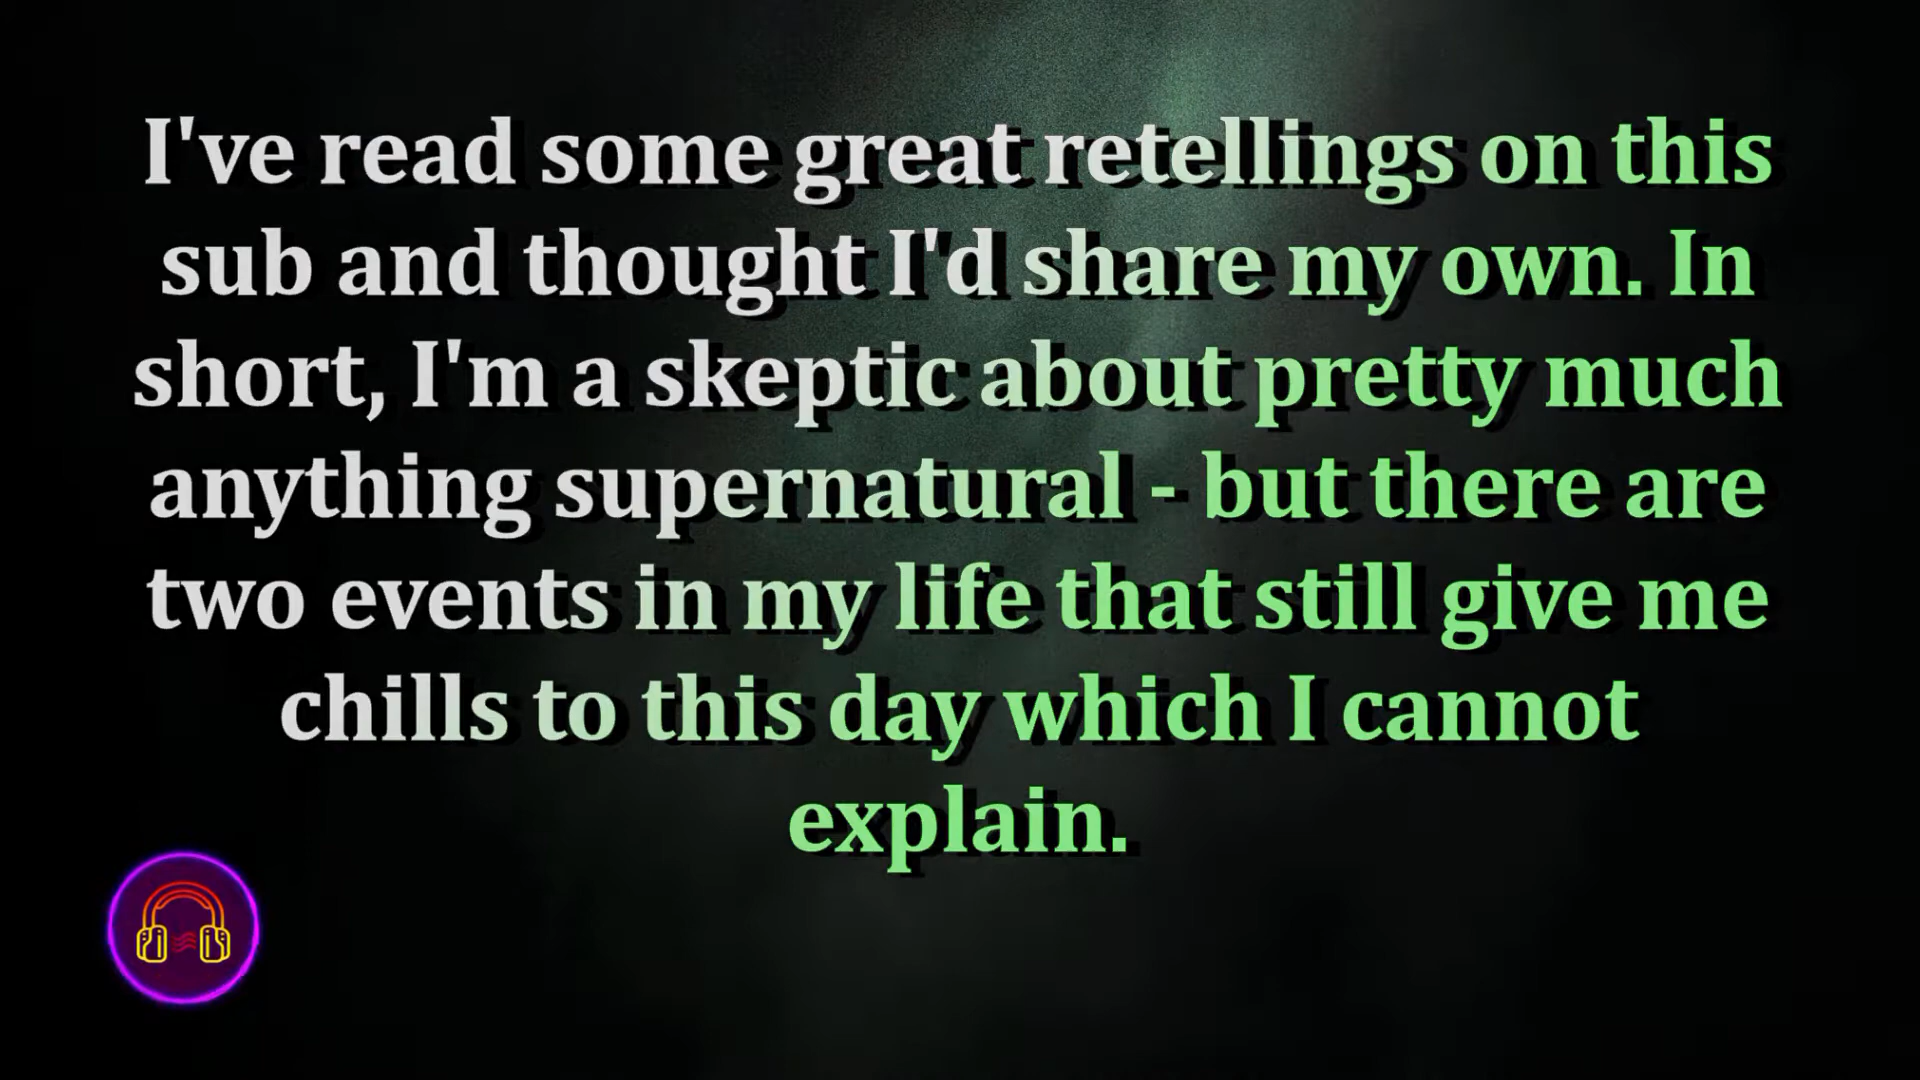 I've read some great retellings on this
sub and thought I'd share my own. In
short, I'm a skeptic about pretty much
anything supernatural - but there are
two events in my life that still give me
chills to this day which I cannot
explain.